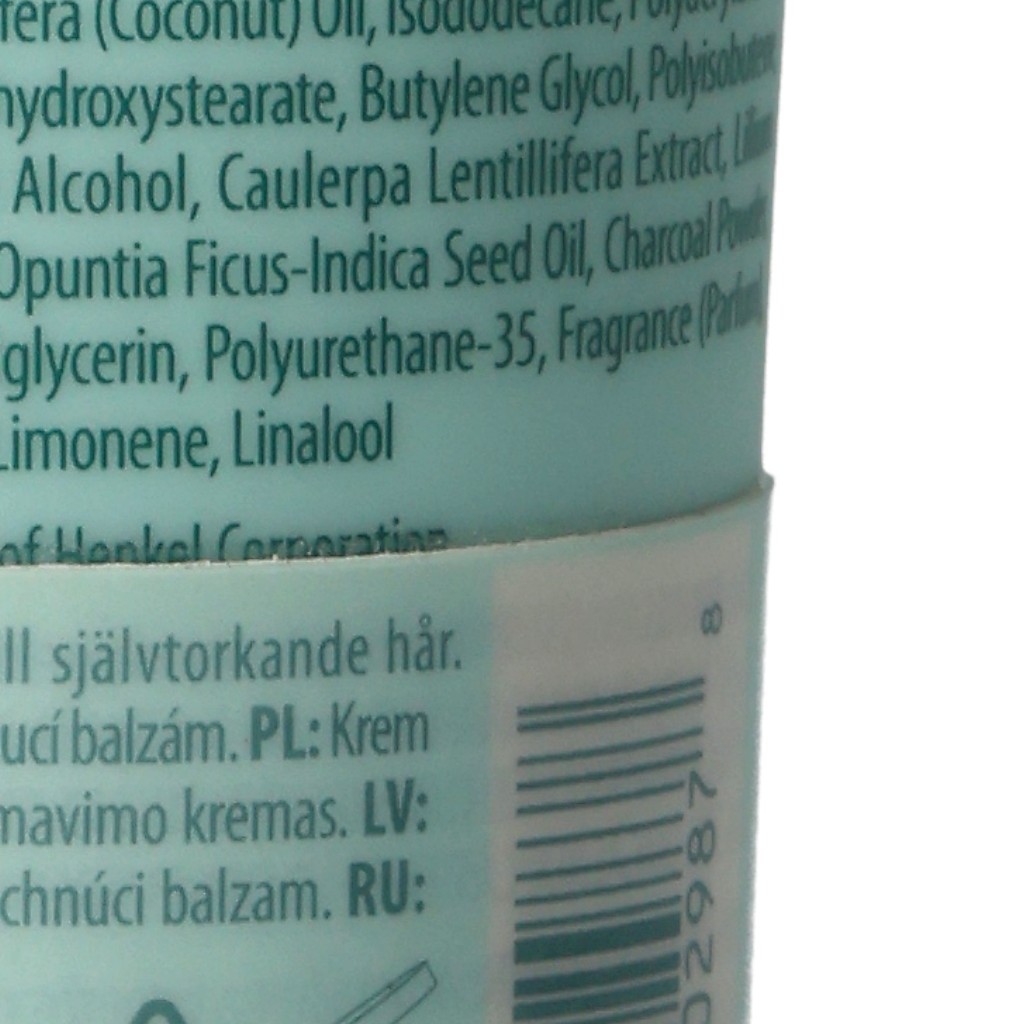 fera (Coconut) Oil, Isododecane,
hydroxystearate, Butylene Glycol, Polyisobutene
Alcohol, Caulerpa Lentillifera Extract,
Opuntia Ficus-Indica Seed Oil, Charcoal Powder
glycerin, Polyurethane-35, Fragrance (Parfum)
Limonene, Linalool
of Henkel Corporation
ll självtorkande hår.
ucí balzám. PL: Krem
mavimo kremas. LV:
chnúci balzam. RU:
02987 8